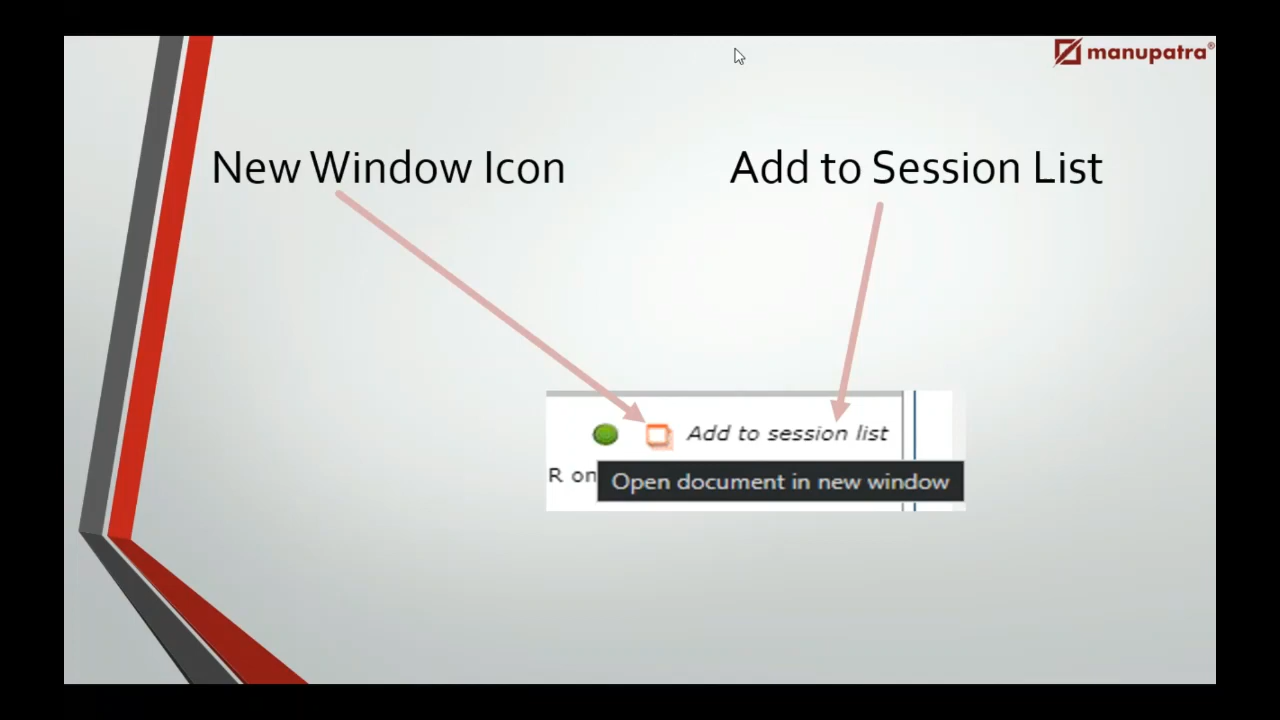 manupatra®
New Window Icon
Add to Session List
Add to session list
R on
Open document in new window